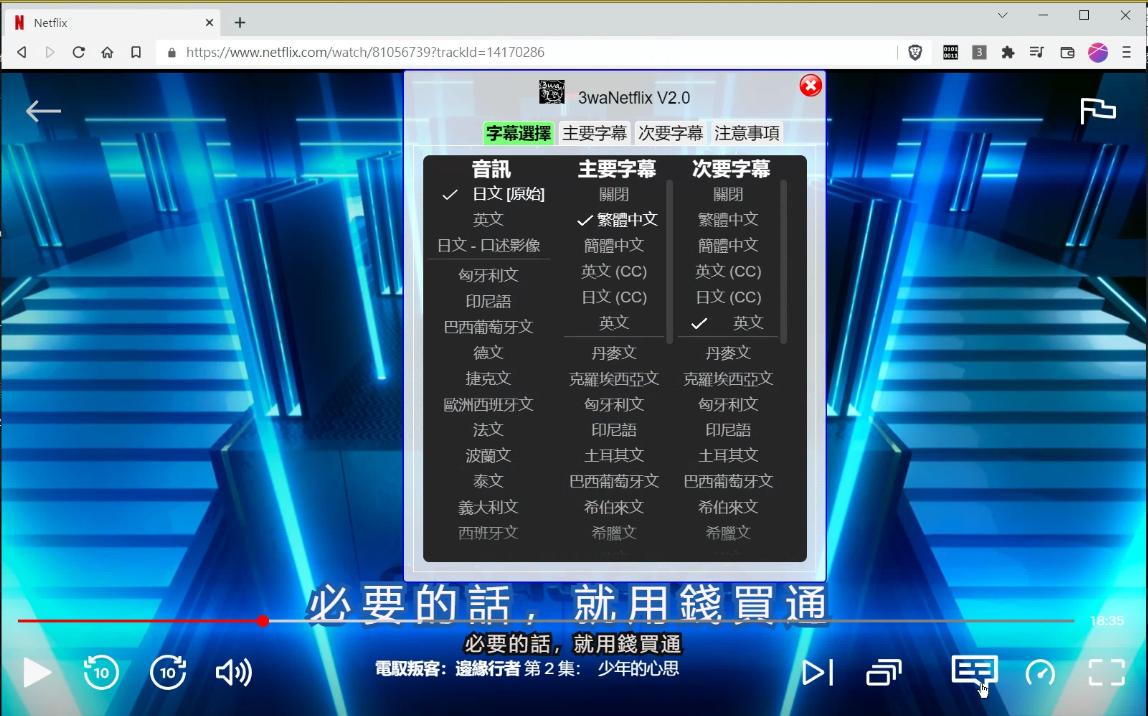 Netflix
https://www.netflix.com/watch/81056739?trackId=14170286
3
3waNetflix V2.0
字幕選擇 主要字幕 次要字幕 注意事項
音訊 主要字幕 次要字幕
日文 [原始] 關閉 關閉
英文 繁體中文 繁體中文
日文 - 口述影像 簡體中文 簡體中文
英文 (CC) 英文 (CC)
匈牙利文
印尼語 日文 (CC) 日文 (CC)
巴西葡萄牙文 英文 英文
德文 丹麥文 丹麥文
捷克文 克羅埃西亞文 克羅埃西亞文
歐洲西班牙文 匈牙利文 匈牙利文
法文 印尼語 印尼語
波蘭文 土耳其文 土耳其文
泰文 巴西葡萄牙文 巴西葡萄牙文
義大利文 希伯來文 希伯來文
西班牙文 希臘文 希臘文
必要的話，就用錢買通
18:35
必要的話，就用錢買通
10 10 電馭叛客：邊緣行者 第 2 集： 少年的心思